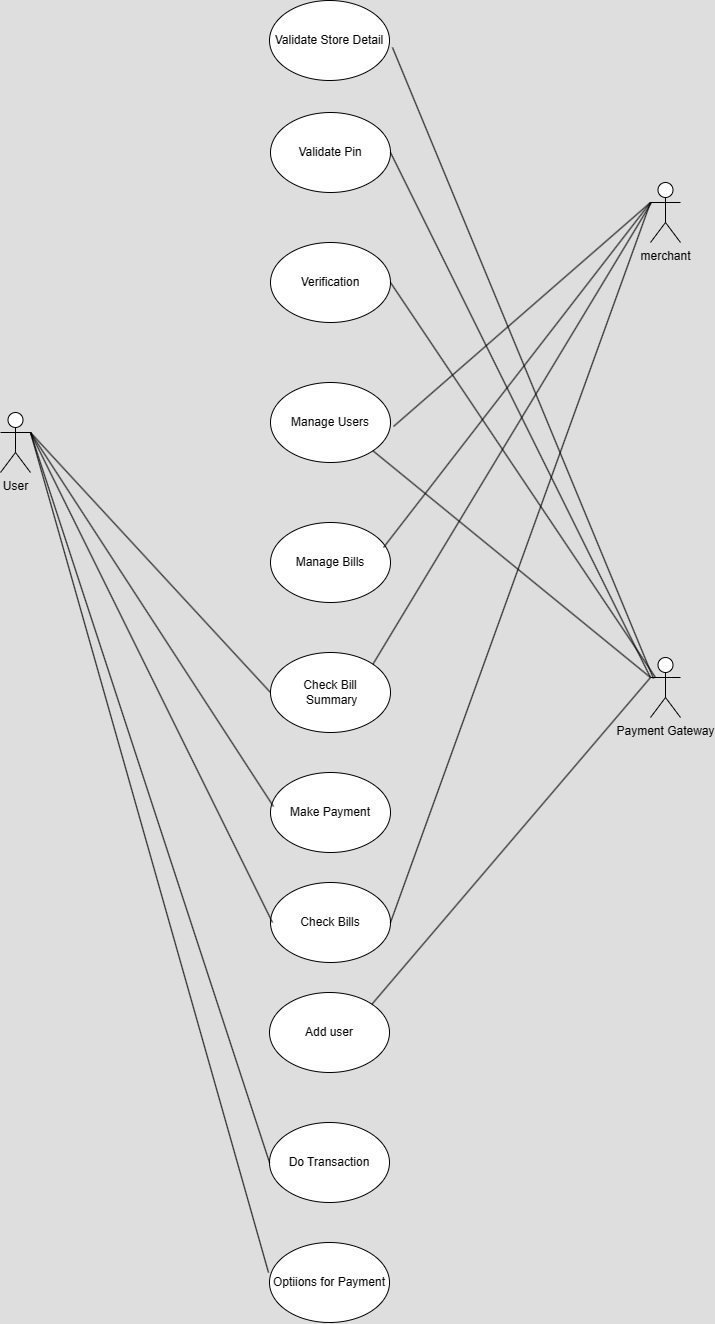 Validate Store Detail
Validate Pin
Verification
merchant
Manage Users
User
Manage Bills
Check Bill
Summary
Payment Gateway
Make Payment
Check Bills
Add user
Do Transaction
Optiions for Payment